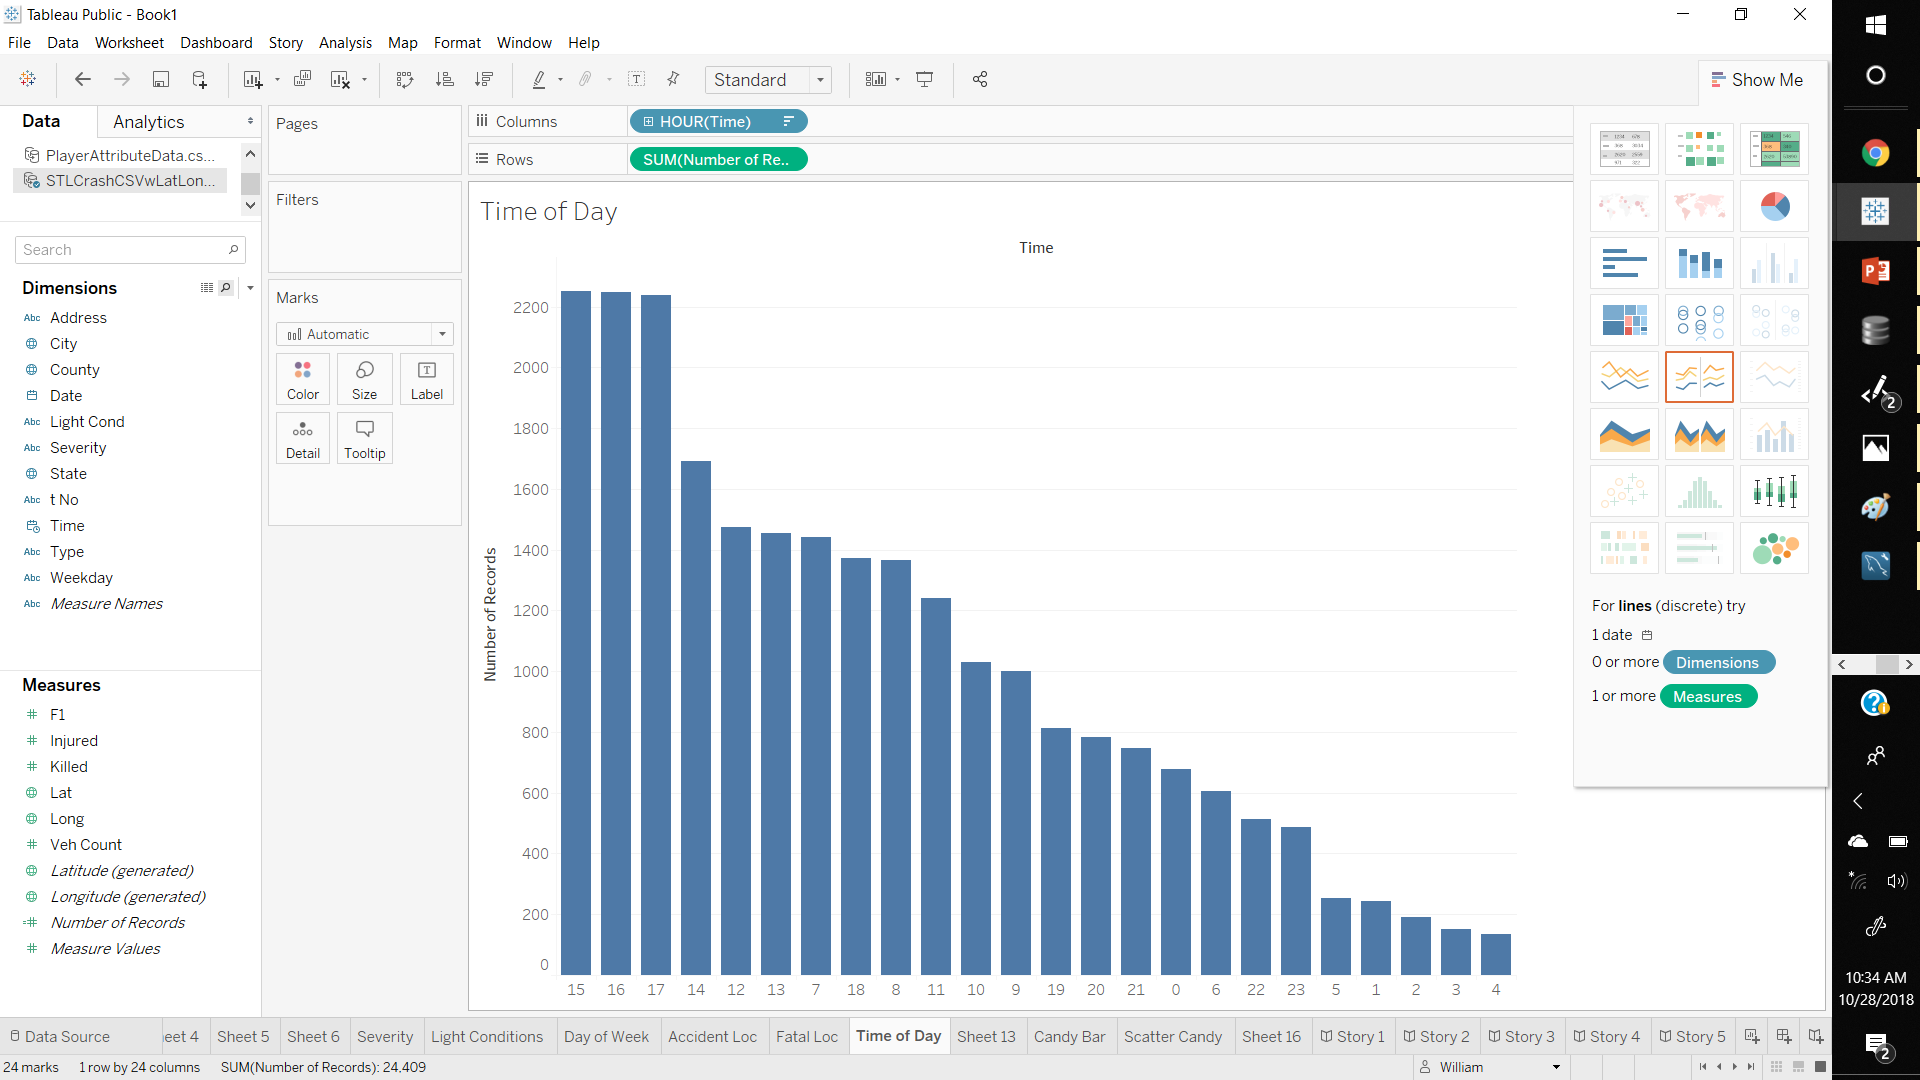 Tableau Public - Book1
File Data Worksheet Dashboard Story Analysis Map Format Window Help
Standard
Show Me
Data Analytics
PlayerAttributeData.cs...
STLCrashCSVwLatLon...
Search
Dimensions
Abc Address
City
County
Date
Abc Light Cond
Abc Severity
State
Abc t No
Time
Abc Type
Abc Weekday
Abc Measure Names
Measures
F1
Injured
Killed
Lat
Long
Veh Count
Latitude (generated)
Longitude (generated)
Number of Records
Measure Values
Pages
Filters
Marks
Automatic
Color Size Label
Detail Tooltip
Columns HOUR(Time)
Rows SUM(Number of Re..
Time of Day
Time
Number of Records
2200
2000
1800
1600
1400
1200
1000
800
600
400
200
0
15 16 17 14 12 13 7 18 8 11 10 9 19 20 21 0 6 22 23 5 1 2 3 4
For lines (discrete) try
1 date
0 or more Dimensions
1 or more Measures
Data Source eet 4 Sheet 5 Sheet 6 Severity Light Conditions Day of Week Accident Loc Fatal Loc Time of Day Sheet 13 Candy Bar Scatter Candy Sheet 16 Story 1 Story 2 Story 3 Story 4 Story 5
24 marks 1 row by 24 columns SUM(Number of Records): 24,409 William
2
10:34 AM
10/28/2018
2